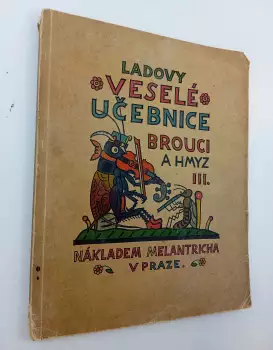 LADOVY
VESELÉ
UČEBNICE
BROUCI
A HMYZ
III.
NÁKLADEM MELANTRICHA
V PRAZE.